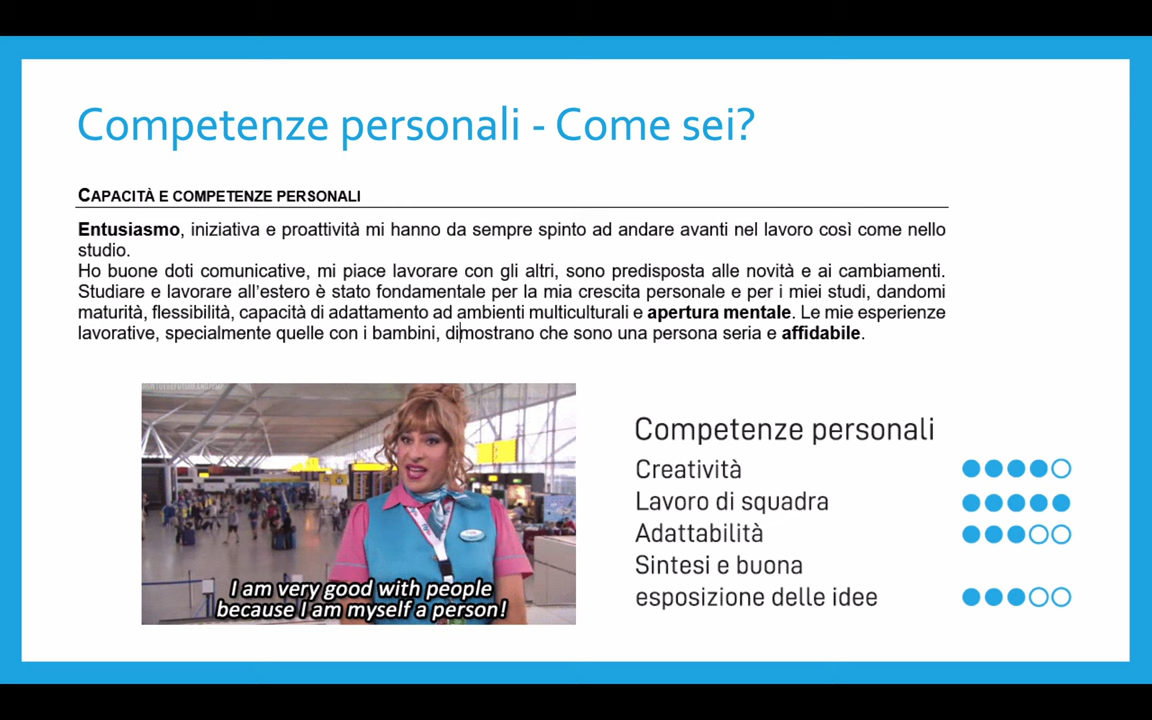 Competenze personali - Come sei?
CAPACITÀ E COMPETENZE PERSONALI
Entusiasmo, iniziativa e proattività mi hanno da sempre spinto ad andare avanti nel lavoro così come nello
studio.
Ho buone doti comunicative, mi piace lavorare con gli altri, sono predisposta alle novità e ai cambiamenti.
Studiare e lavorare all'estero è stato fondamentale per la mia crescita personale e per i miei studi, dandomi
maturità, flessibilità, capacità di adattamento ad ambienti multiculturali e apertura mentale. Le mie esperienze
lavorative, specialmente quelle con i bambini, dimostrano che sono una persona seria e affidabile.
I am very good with people
because I am myself a person!
Competenze personali
Creatività
Lavoro di squadra
Adattabilità
Sintesi e buona
esposizione delle idee